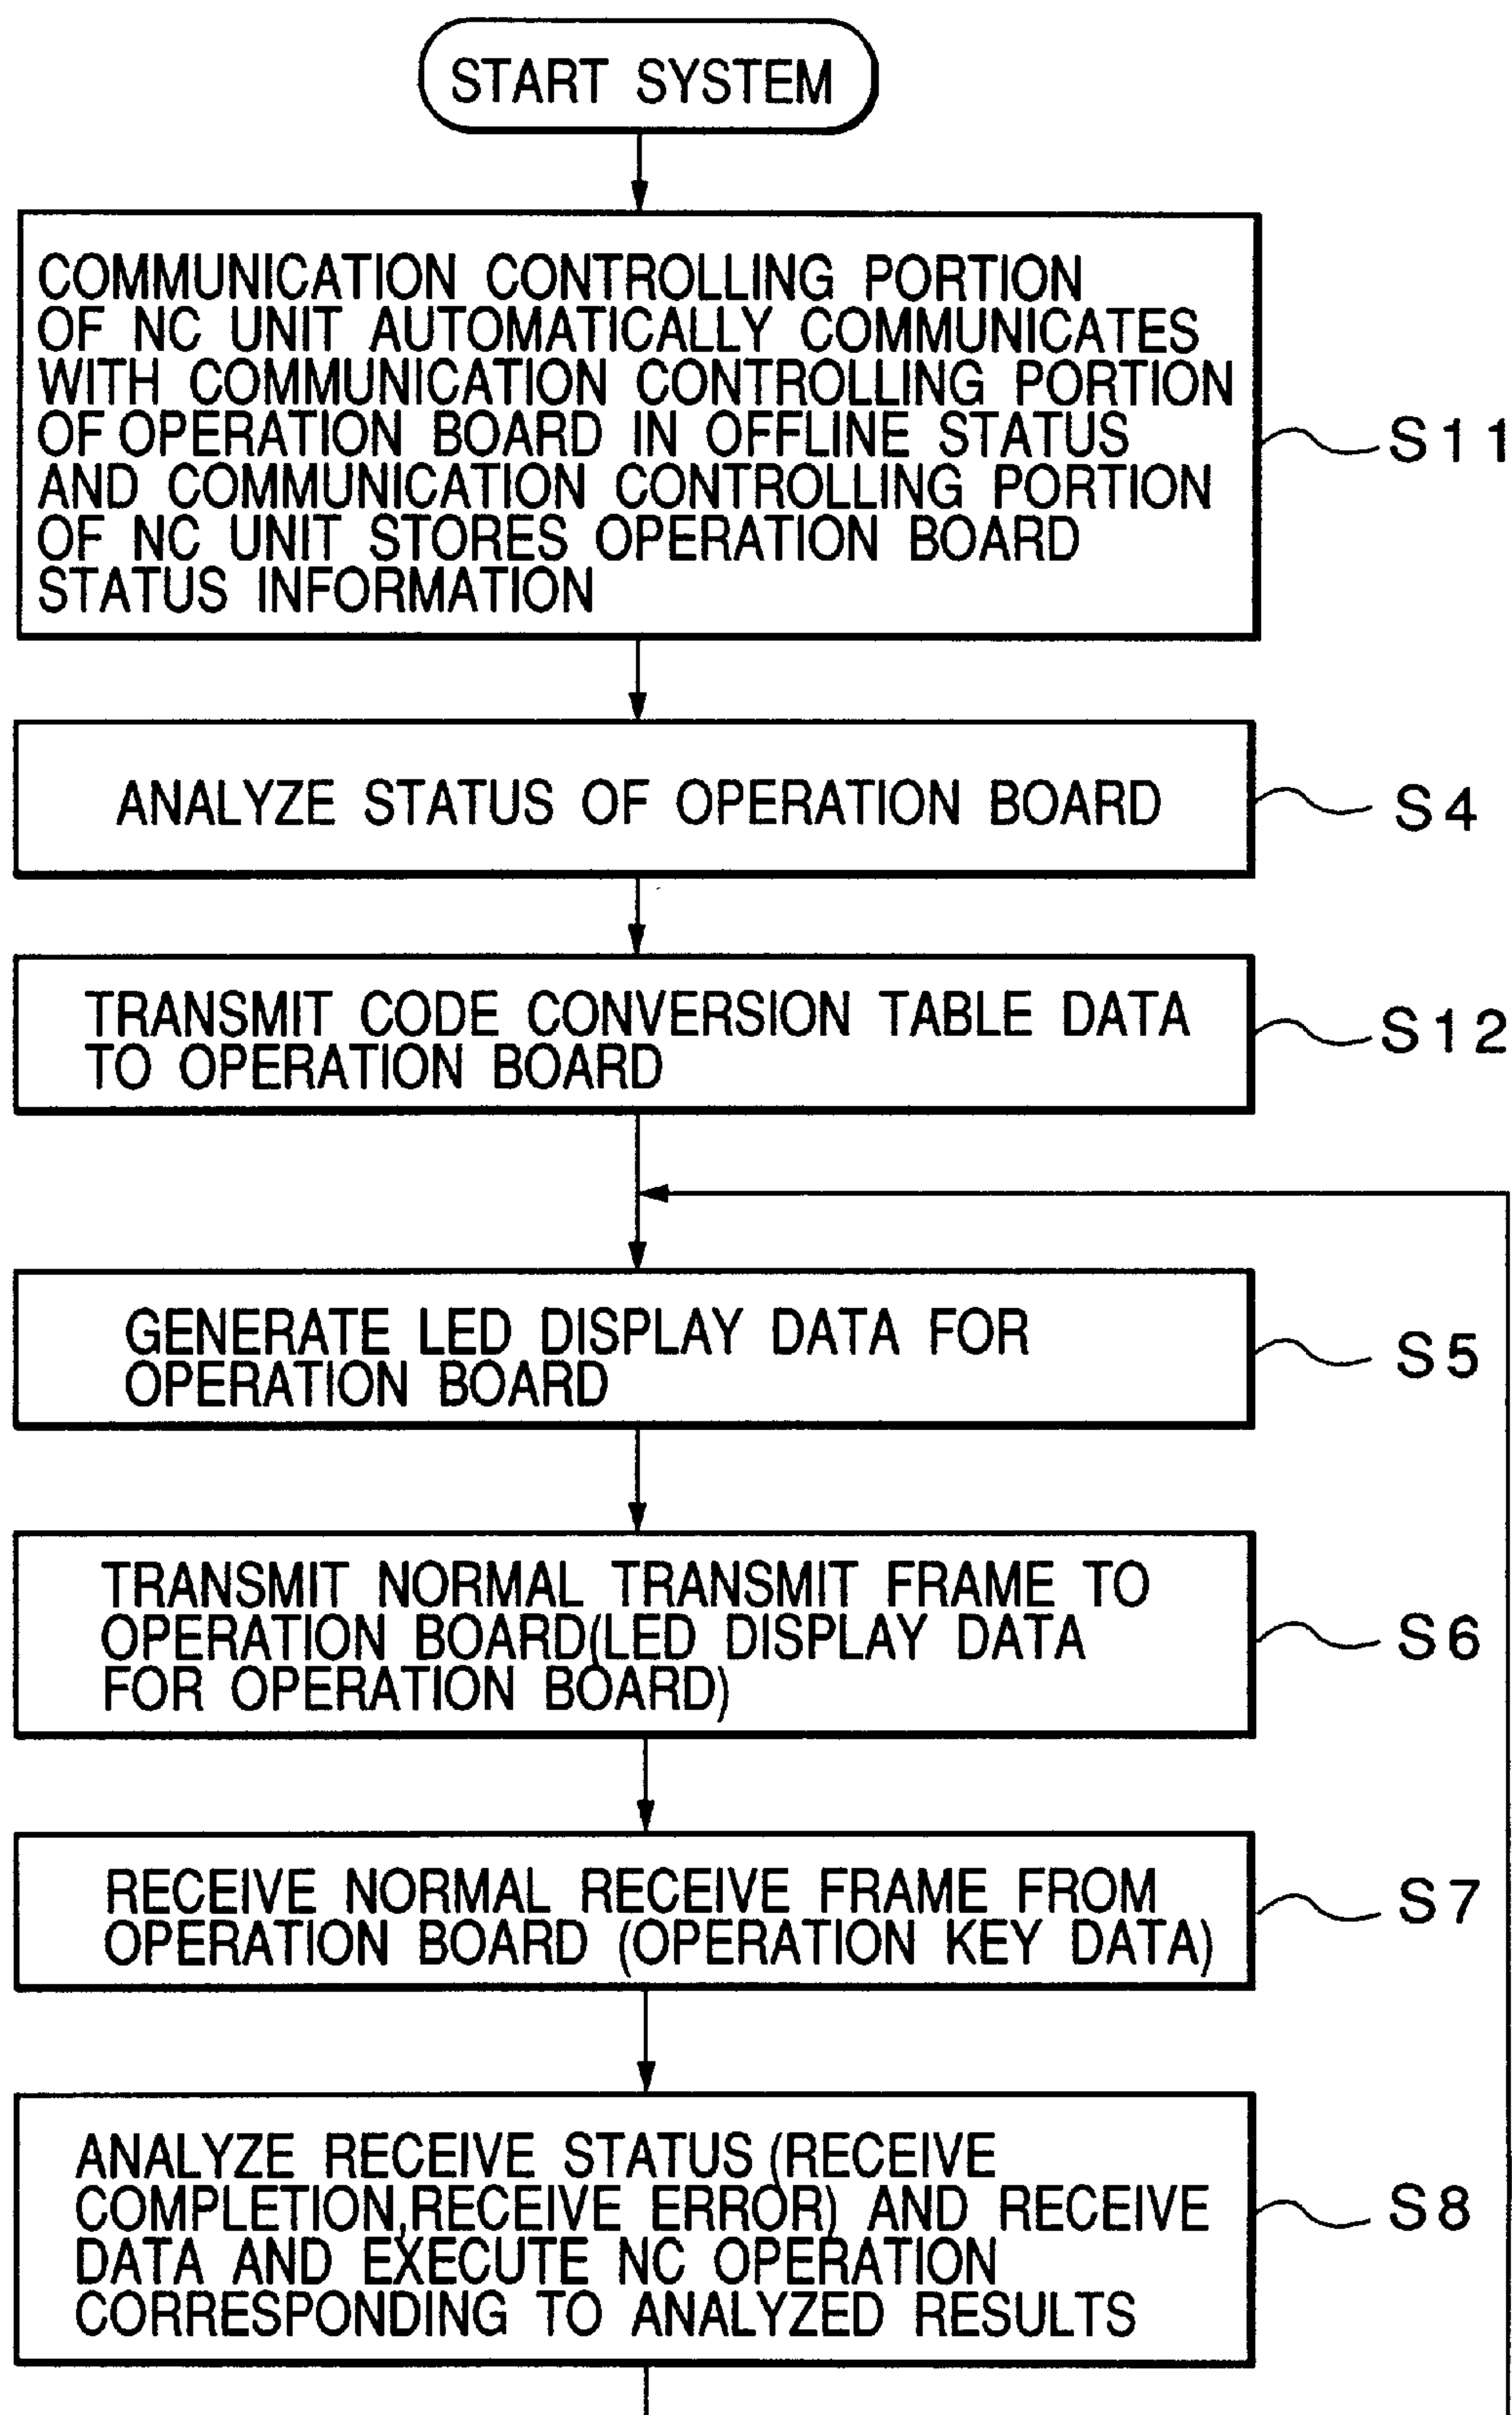 START SYSTEM
COMMUNICATION CONTROLLING PORTION
OF NC UNIT AUTOMATICALLY COMMUNICATES
WITH COMMUNICATION CONTROLLING PORTION
OF OPERATION BOARD IN OFFLINE STATUS
AND COMMUNICATION CONTROLLING PORTION
OF NC UNIT STORES OPERATION BOARD
STATUS INFORMATION
S11
ANALYZE STATUS OF OPERATION BOARD
S4
TRANSMIT CODE CONVERSION TABLE DATA
TO OPERATION BOARD
S12
GENERATE LED DISPLAY DATA FOR
OPERATION BOARD
S5
TRANSMIT NORMAL TRANSMIT FRAME TO
OPERATION BOARD(LED DISPLAY DATA
FOR OPERATION BOARD)
S6
RECEIVE NORMAL RECEIVE FRAME FROM
OPERATION BOARD (OPERATION KEY DATA)
S7
ANALYZE RECEIVE STATUS (RECEIVE
COMPLETION,RECEIVE ERROR) AND RECEIVE
DATA AND EXECUTE NC OPERATION
CORRESPONDING TO ANALYZED RESULTS
S8